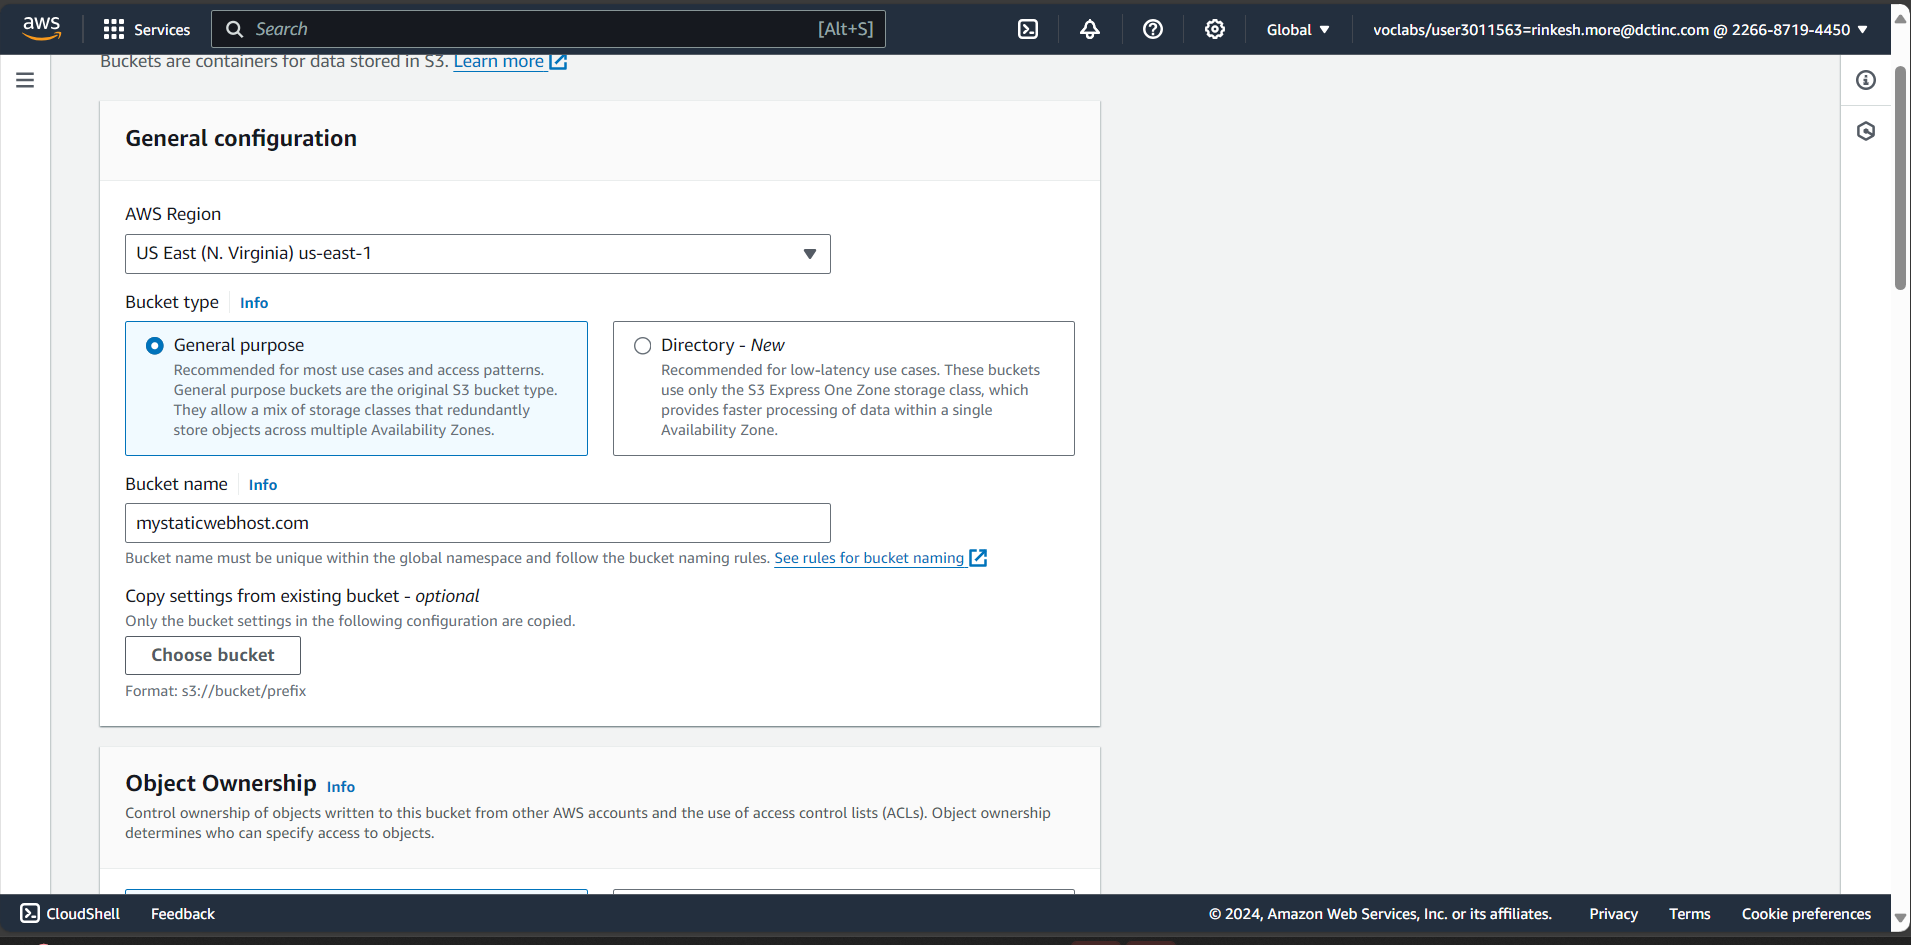 aws
Services
Search
[Alt+S]
Global
voclabs/user3011563=rinkesh.more@dctinc.com @ 2266-8719-4450
Buckets are containers for data stored in S3. Learn more
General configuration
AWS Region
US East (N. Virginia) us-east-1
Bucket type Info
General purpose
Recommended for most use cases and access patterns.
General purpose buckets are the original S3 bucket type.
They allow a mix of storage classes that redundantly
store objects across multiple Availability Zones.
Directory - New
Recommended for low-latency use cases. These buckets
use only the S3 Express One Zone storage class, which
provides faster processing of data within a single
Availability Zone.
Bucket name Info
mystaticwebhost.com
Bucket name must be unique within the global namespace and follow the bucket naming rules. See rules for bucket naming
Copy settings from existing bucket - optional
Only the bucket settings in the following configuration are copied.
Choose bucket
Format: s3://bucket/prefix
Object Ownership Info
Control ownership of objects written to this bucket from other AWS accounts and the use of access control lists (ACLs). Object ownership
determines who can specify access to objects.
CloudShell
Feedback
© 2024, Amazon Web Services, Inc. or its affiliates.
Privacy
Terms
Cookie preferences